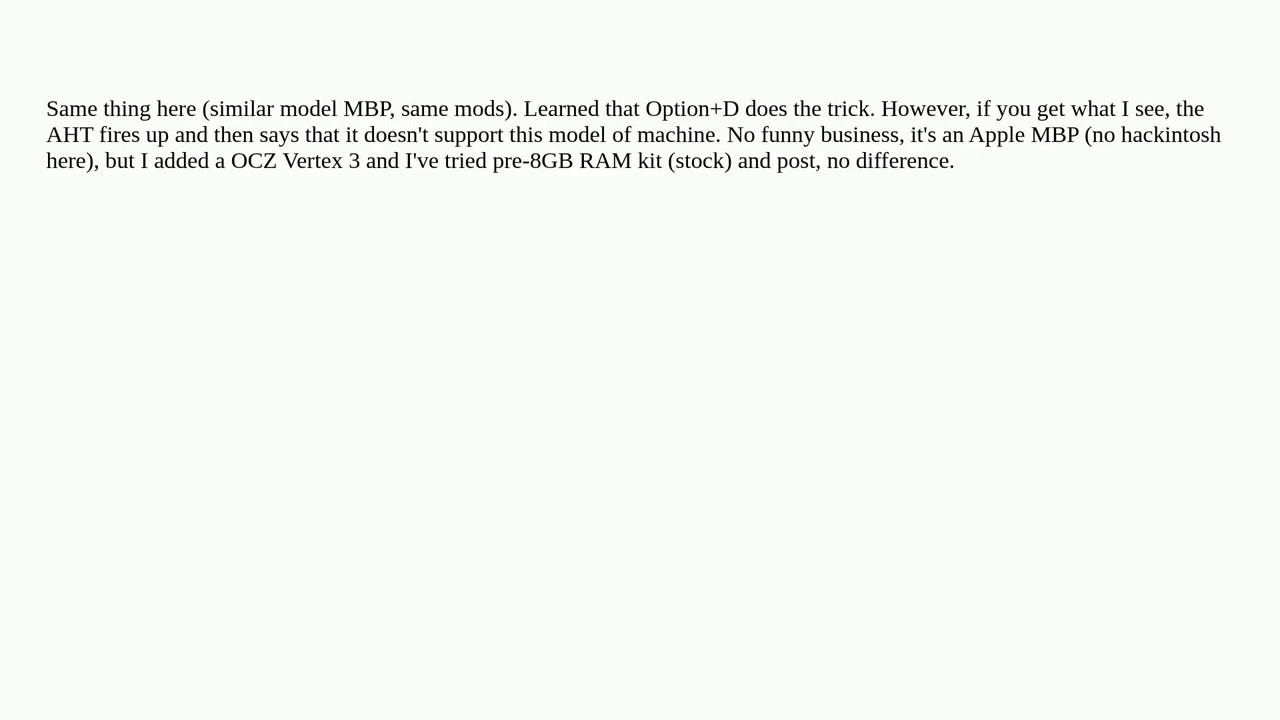 Same thing here (similar model MBP, same mods). Learned that Option+D does the trick. However, if you get what I see, the
AHT fires up and then says that it doesn't support this model of machine. No funny business, it's an Apple MBP (no hackintosh
here), but I added a OCZ Vertex 3 and I've tried pre-8GB RAM kit (stock) and post, no difference.